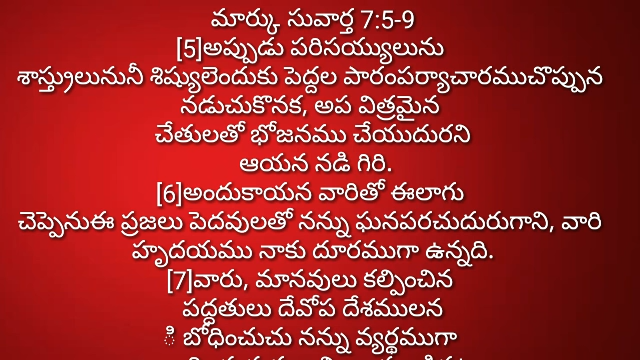 మార్కు సువార్త 7:5-9
[5]అప్పుడు పరిసయ్యులును
శాస్త్రులునునీ శిష్యులెందుకు పెద్దల పారంపర్యాచారముచొప్పున
నడుచుకొనక, అప విత్రమైన
చేతులతో భోజనము చేయుదురని
ఆయన నడి గిరి.
[6]అందుకాయన వారితో ఈలాగు
చెప్పెనుఈ ప్రజలు పెదవులతో నన్ను ఘనపరచుదురుగాని, వారి
హృదయము నాకు దూరముగా ఉన్నది.
[7]వారు, మానవులు కల్పించిన
పద్ధతులు దేవోప దేశములన
ి బోధించుచు నన్ను వ్యర్థముగా